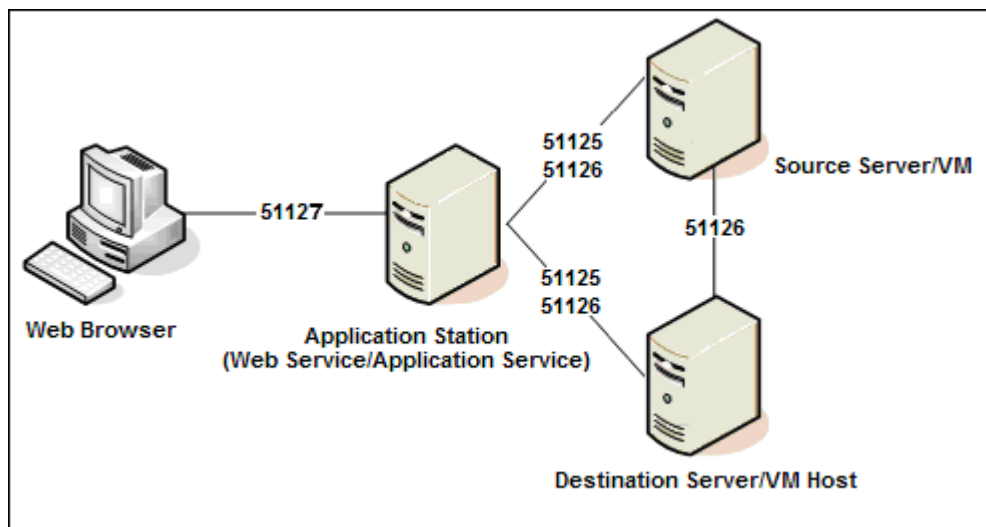 51125
51126
Source Server/VM
51127
51126
Web Browser
Application Station
(Web Service/Application Service)
51125
51126
Destination Server/VM Host